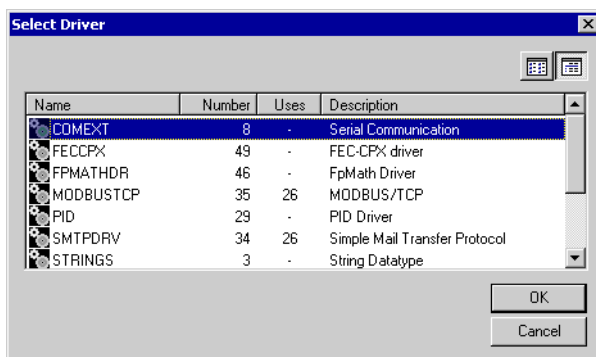 Select Driver
Name Number Uses Description
COMEXT 8 - Serial Communication
FECCPX 49 - FEC-CPX driver
FPMATHDR 46 - FpMath Driver
MODBUSTCP 35 26 MODBUS/TCP
PID 29 - PID Driver
SMTPDRV 34 26 Simple Mail Transfer Protocol
STRINGS 3 - String Datatype
OK
Cancel